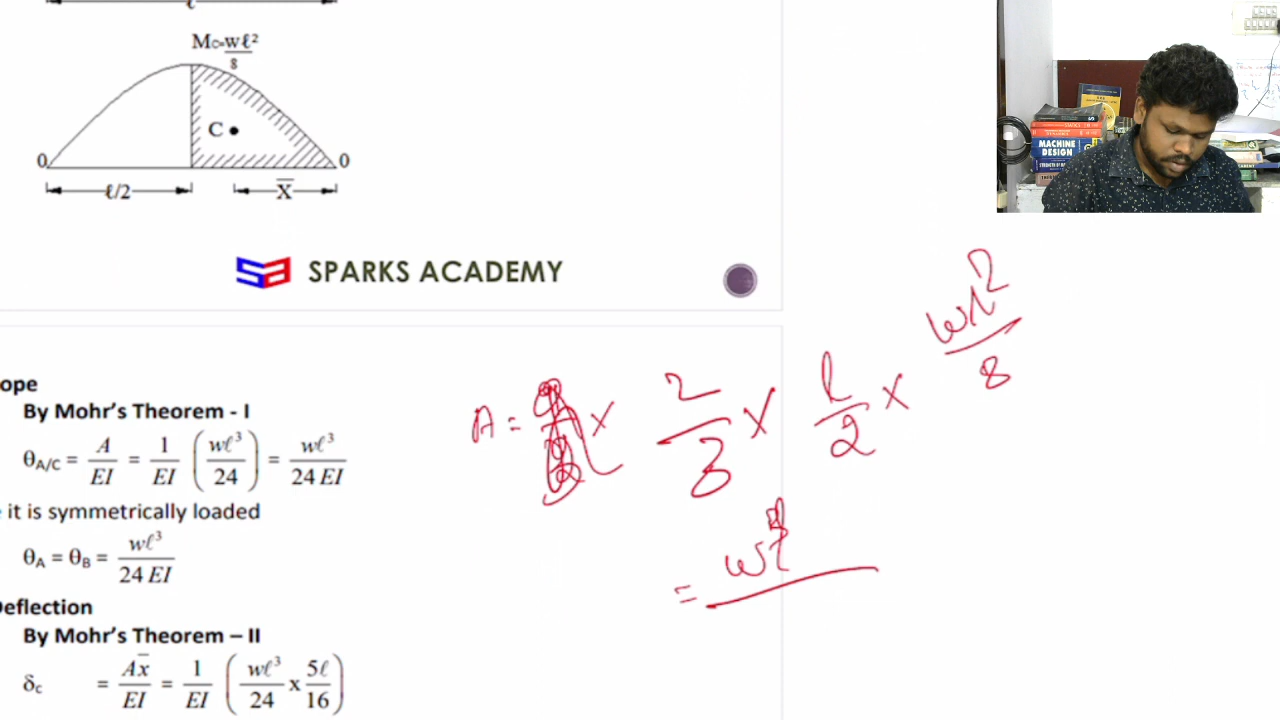 ℓ
Mc=wℓ²
8
C
0 0
ℓ/2 X̅
MACHINE
DESIGN
SPARKS ACADEMY
ope
By Mohr's Theorem - I
θA/C = A/EI = 1/EI (wℓ³/24) = wℓ³/24 EI
it is symmetrically loaded
θA = θB = wℓ³/24 EI
eflection
By Mohr's Theorem – II
δc = Ax̅/EI = 1/EI (wℓ³/24 x 5ℓ/16)
A = x 2/3 x l/2 x wl²/8
= wl